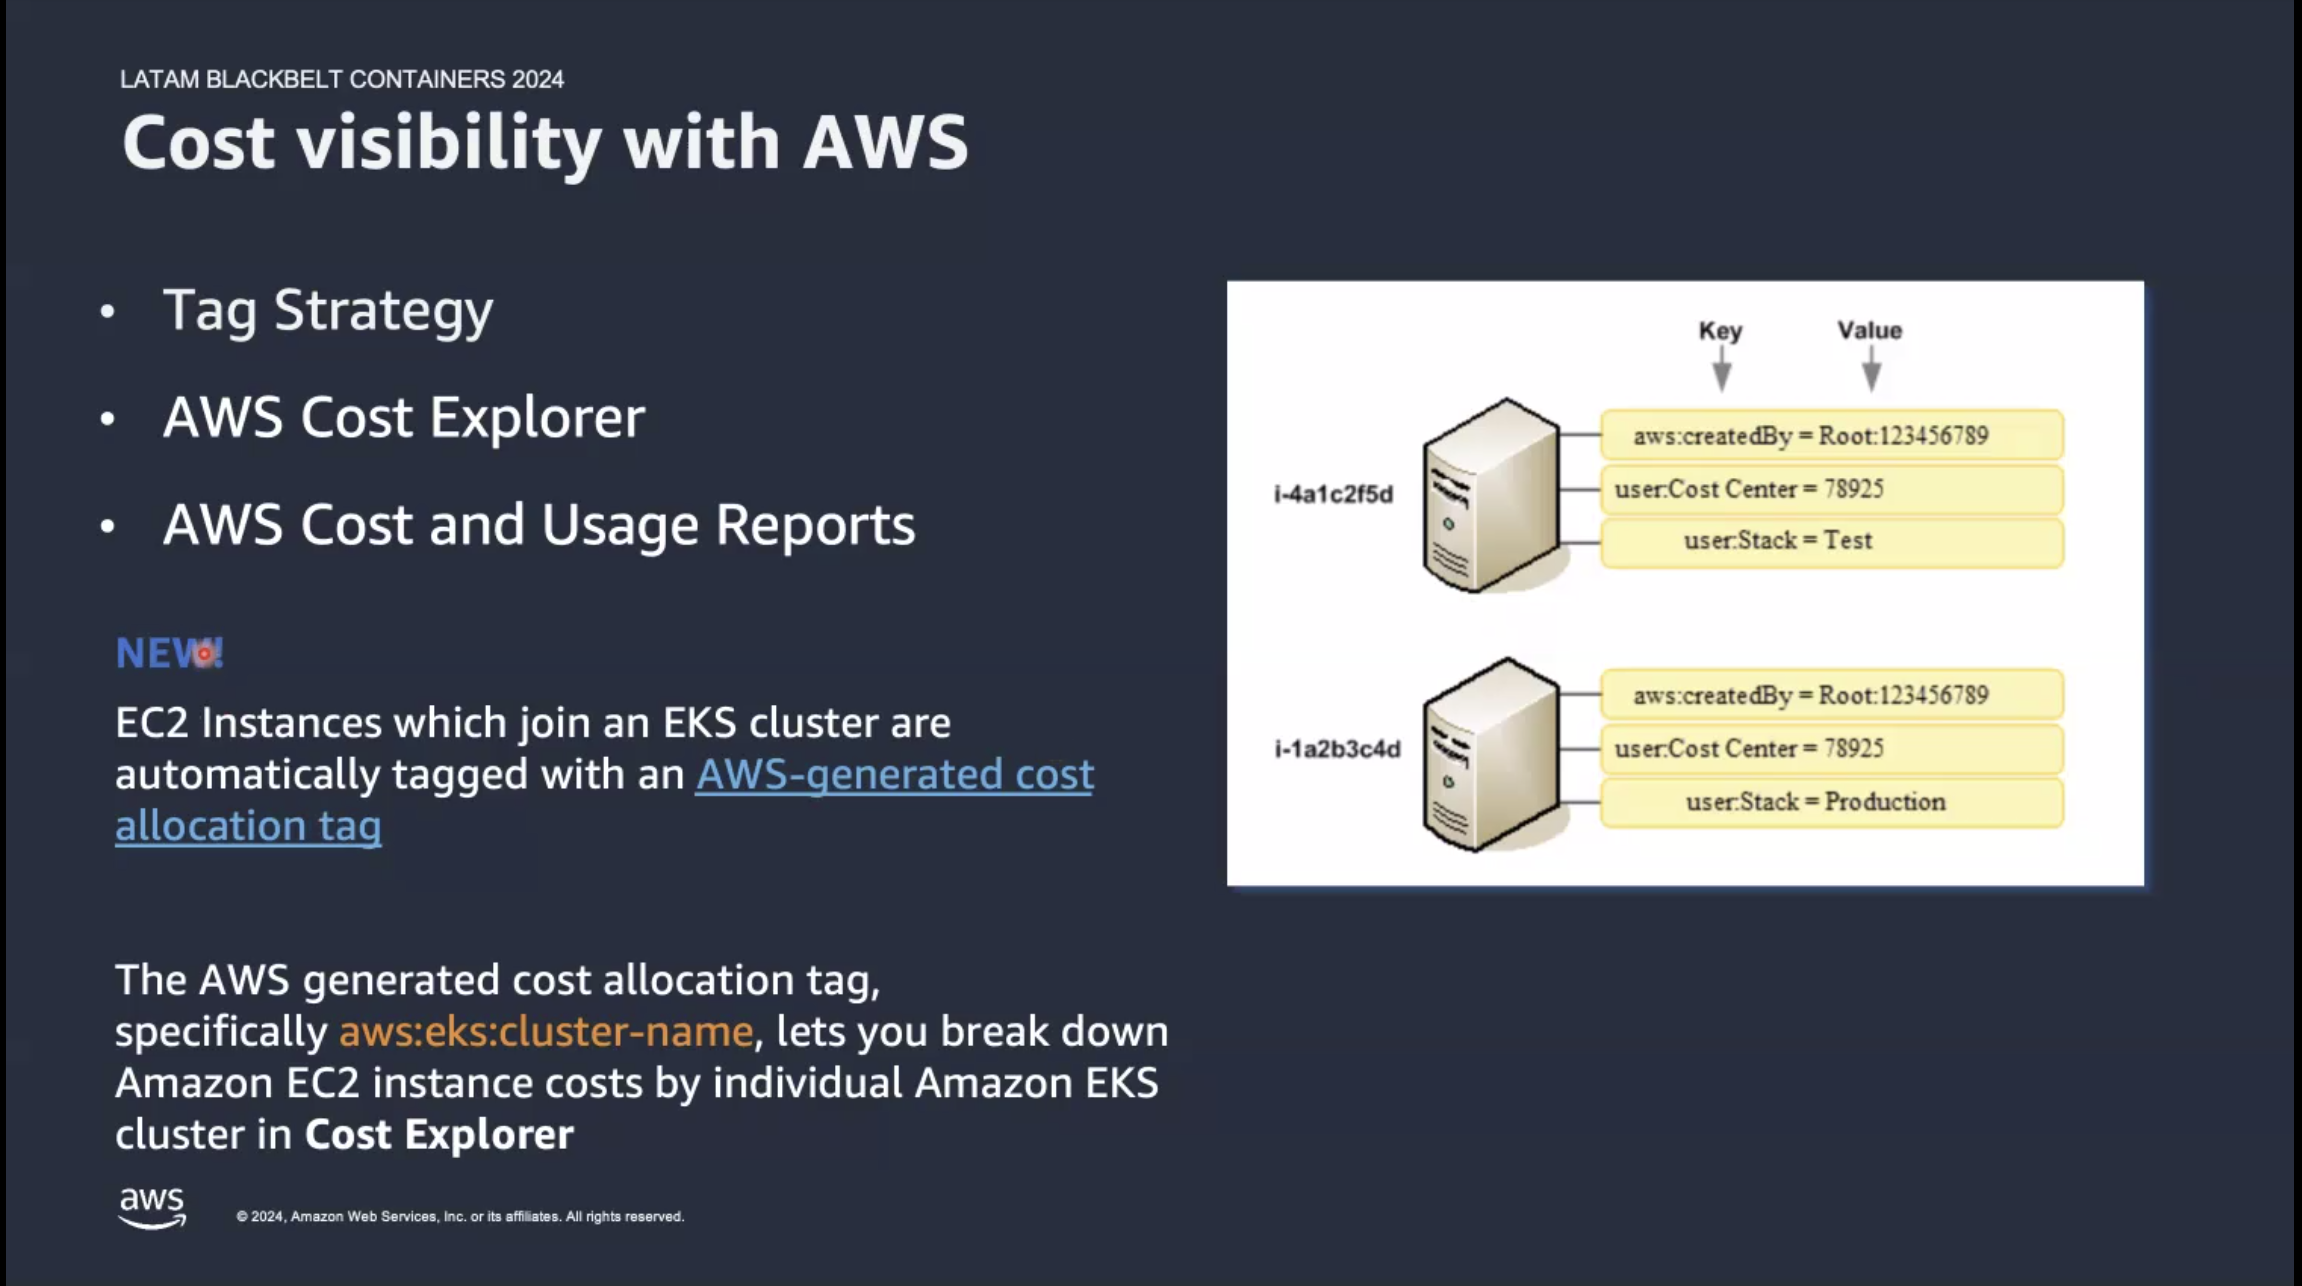 LATAM BLACKBELT CONTAINERS 2024
Cost visibility with AWS
• Tag Strategy
• AWS Cost Explorer
• AWS Cost and Usage Reports
NEW!
EC2 Instances which join an EKS cluster are
automatically tagged with an AWS-generated cost
allocation tag
The AWS generated cost allocation tag,
specifically aws:eks:cluster-name, lets you break down
Amazon EC2 instance costs by individual Amazon EKS
cluster in Cost Explorer
Key Value
i-4a1c2f5d
aws:createdBy = Root:123456789
user:Cost Center = 78925
user:Stack = Test
i-1a2b3c4d
aws:createdBy = Root:123456789
user:Cost Center = 78925
user:Stack = Production
aws
© 2024, Amazon Web Services, Inc. or its affiliates. All rights reserved.